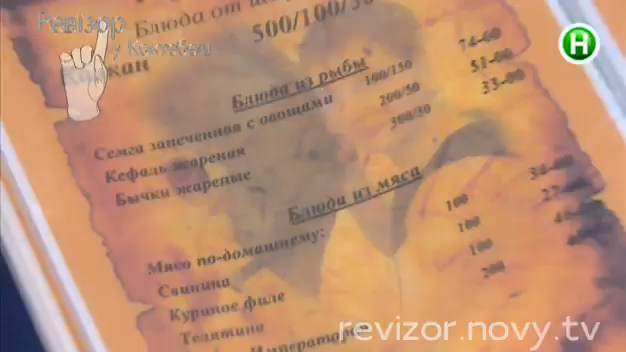 Ревізор
у Коктебелі
Н
Блюда от
500/100/
Блюда из рыбы
Семга запеченная с овощами 100/150 74-00
Кефаль жареная 200/50 51-00
Бычки жареные 300/30 33-00
Блюда из мяса
Мясо по-домашнему:
Свинина 100
Куриное филе 100
Телятина 100
200
revizor.novy.tv